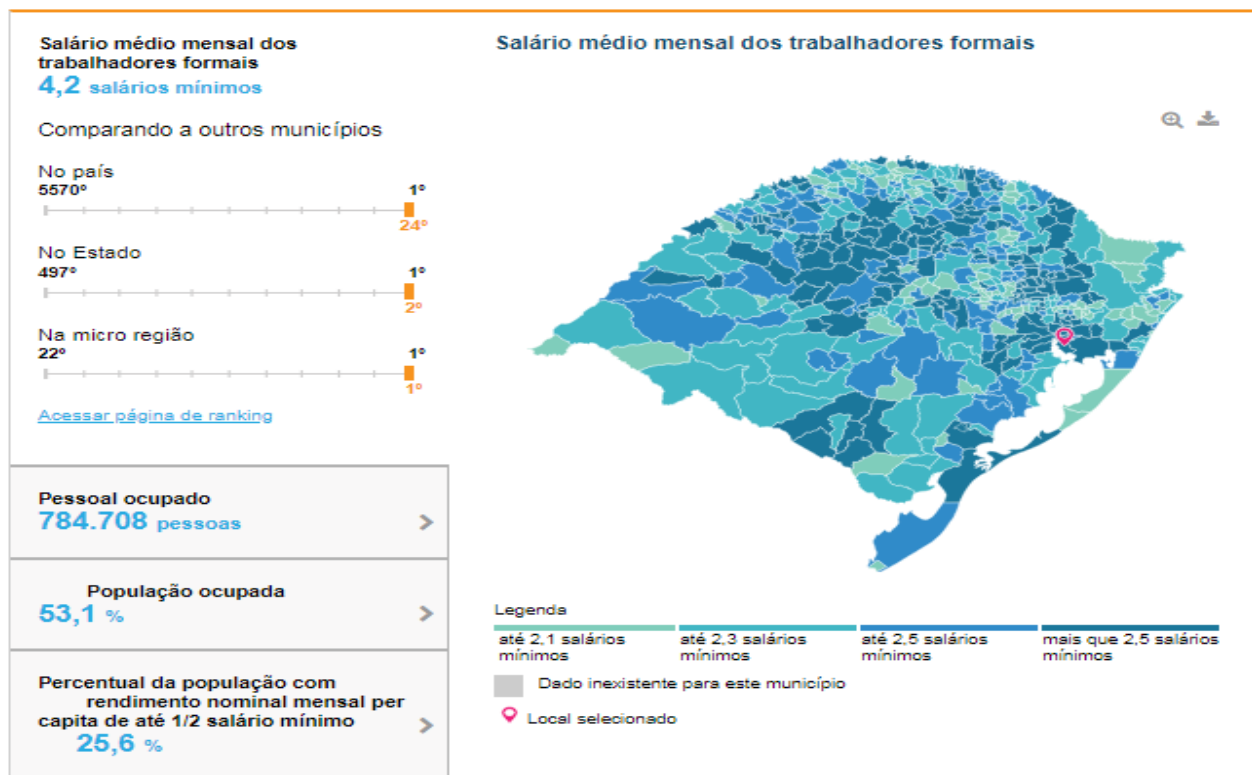 Salário médio mensal dos
trabalhadores formais
4,2 salários mínimos
Comparando a outros municípios
No país
5570º 1º
24º
No Estado
497º 1º
2º
Na micro região
22º 1º
1º
Acessar página de ranking
Pessoal ocupado
784.708 pessoas
População ocupada
53,1 %
Percentual da população com
rendimento nominal mensal per
capita de até 1/2 salário mínimo
25,6 %
Salário médio mensal dos trabalhadores formais
Legenda
até 2,1 salários
mínimos
até 2,3 salários
mínimos
até 2,5 salários
mínimos
mais que 2,5 salários
mínimos
Dado inexistente para este município
Local selecionado